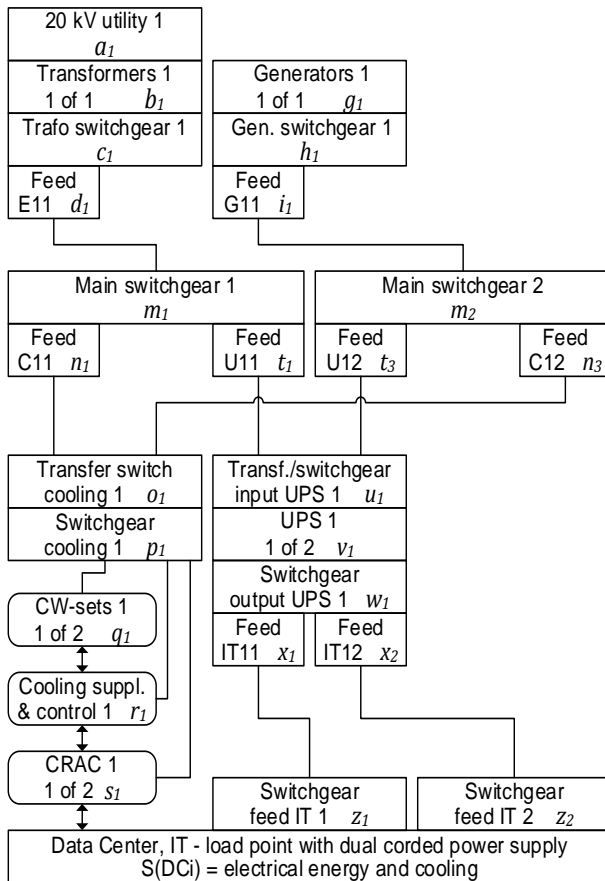 20 kV utility 1
a₁
Transformers 1
1 of 1 b₁
Trafo switchgear 1
c₁
Feed
E11 d₁
Generators 1
1 of 1 g₁
Gen. switchgear 1
h₁
Feed
G11 i₁
Main switchgear 1
m₁
Feed
C11 n₁
Feed
U11 t₁
Main switchgear 2
m₂
Feed
U12 t₃
Feed
C12 n₃
Transfer switch
cooling 1 o₁
Switchgear
cooling 1 p₁
CW-sets 1
1 of 2 q₁
Cooling suppl.
& control 1 r₁
CRAC 1
1 of 2 s₁
Transf./switchgear
input UPS 1 u₁
UPS 1
1 of 2 v₁
Switchgear
output UPS 1 w₁
Feed
IT11 x₁
Feed
IT12 x₂
Switchgear
feed IT 1 z₁
Switchgear
feed IT 2 z₂
Data Center, IT - load point with dual corded power supply
S(DCi) = electrical energy and cooling